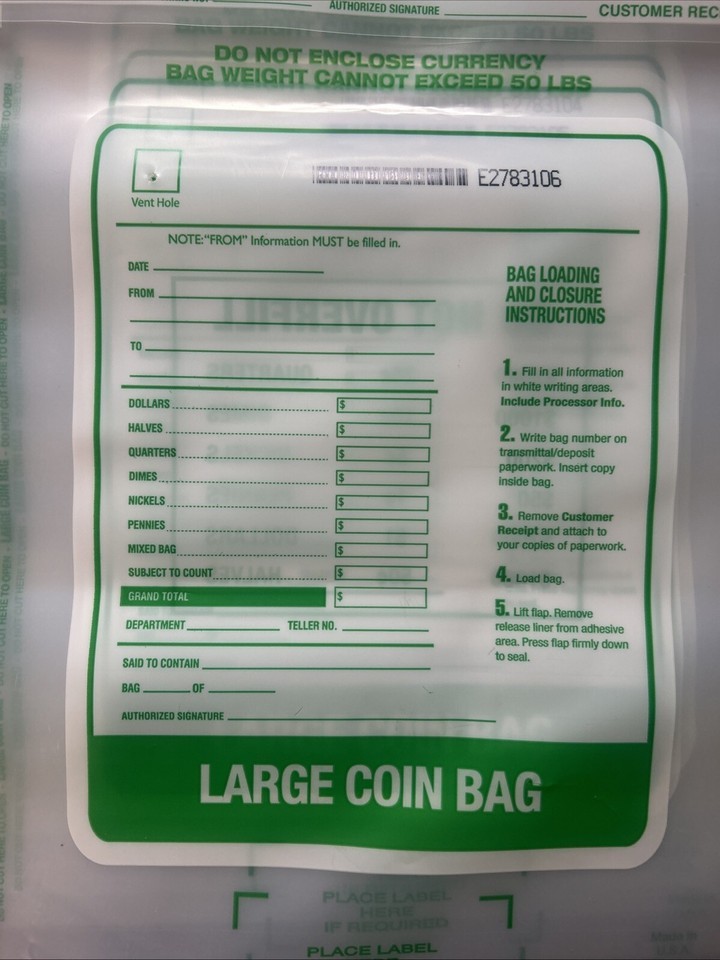 AUTHORIZED SIGNATURE
CUSTOMER REC
DO NOT ENCLOSE CURRENCY
BAG WEIGHT CANNOT EXCEED 50 LBS
Vent Hole
E2783106
NOTE:"FROM" Information MUST be filled in.
DATE
FROM
TO
DOLLARS $
HALVES $
QUARTERS $
DIMES $
NICKELS $
PENNIES $
MIXED BAG $
SUBJECT TO COUNT $
GRAND TOTAL $
DEPARTMENT TELLER NO.
SAID TO CONTAIN
BAG OF
AUTHORIZED SIGNATURE
BAG LOADING
AND CLOSURE
INSTRUCTIONS
1. Fill in all information
in white writing areas.
Include Processor Info.
2. Write bag number on
transmittal/deposit
paperwork. Insert copy
inside bag.
3. Remove Customer
Receipt and attach to
your copies of paperwork.
4. Load bag.
5. Lift flap. Remove
release liner from adhesive
area. Press flap firmly down
to seal.
LARGE COIN BAG
PLACE LABEL
HERE
IF REQUIRED
PLACE LABEL
Made in
U.S.A.